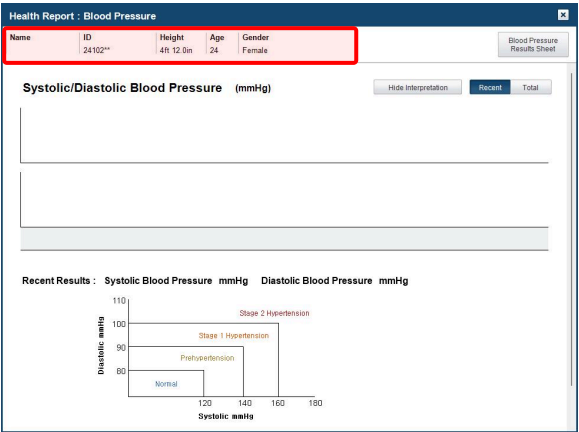 Health Report : Blood Pressure
Name ID Height Age Gender
24102** 4ft 12.0in 24 Female
Blood Pressure
Results Sheet
Systolic/Diastolic Blood Pressure (mmHg)
Hide Interpretation Recent Total
Recent Results : Systolic Blood Pressure mmHg Diastolic Blood Pressure mmHg
110
Stage 2 Hypertension
100
Stage 1 Hypertension
90
Prehypertension
80
Normal
Diastolic mmHg
120 140 160 180
Systolic mmHg